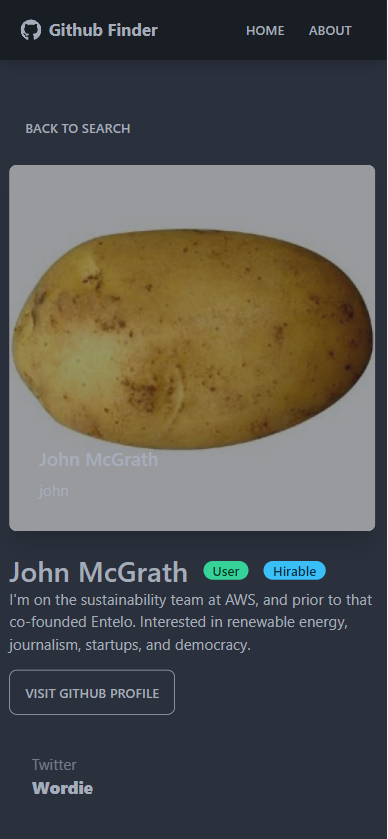 Github Finder
HOME
ABOUT
BACK TO SEARCH
John McGrath
john
John McGrath
User
Hirable
I'm on the sustainability team at AWS, and prior to that
co-founded Entelo. Interested in renewable energy,
journalism, startups, and democracy.
VISIT GITHUB PROFILE
Twitter
Wordie